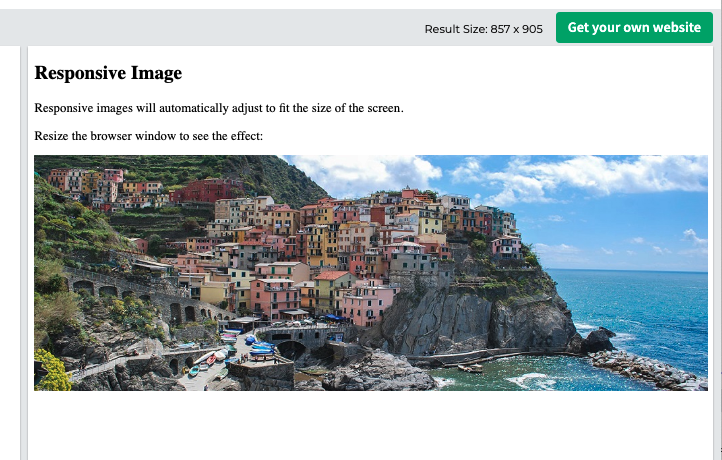 Result Size: 857 x 905
Get your own website
Responsive Image
Responsive images will automatically adjust to fit the size of the screen.
Resize the browser window to see the effect: